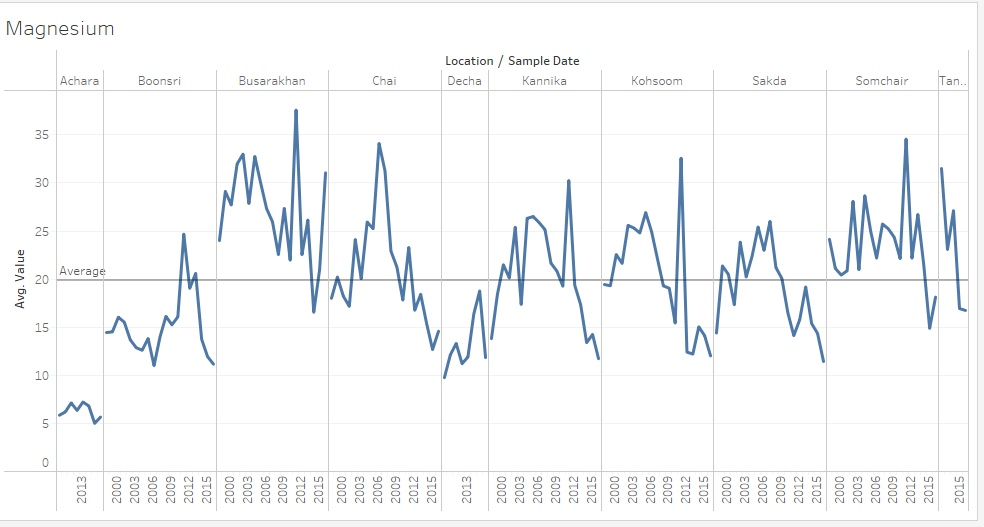 Magnesium
Location / Sample Date
Achara Boonsri Busarakhan Chai Decha Kannika Kohsoom Sakda Somchair Tan..
35
30
25
Avg. Value
Average
20
15
10
5
0
2013 2000 2003 2006 2009 2012 2015 2000 2003 2006 2009 2012 2015 2000 2003 2006 2009 2012 2015 2013 2000 2003 2006 2009 2012 2015 2000 2003 2006 2009 2012 2015 2000 2003 2006 2009 2012 2015 2000 2003 2006 2009 2012 2015 2015